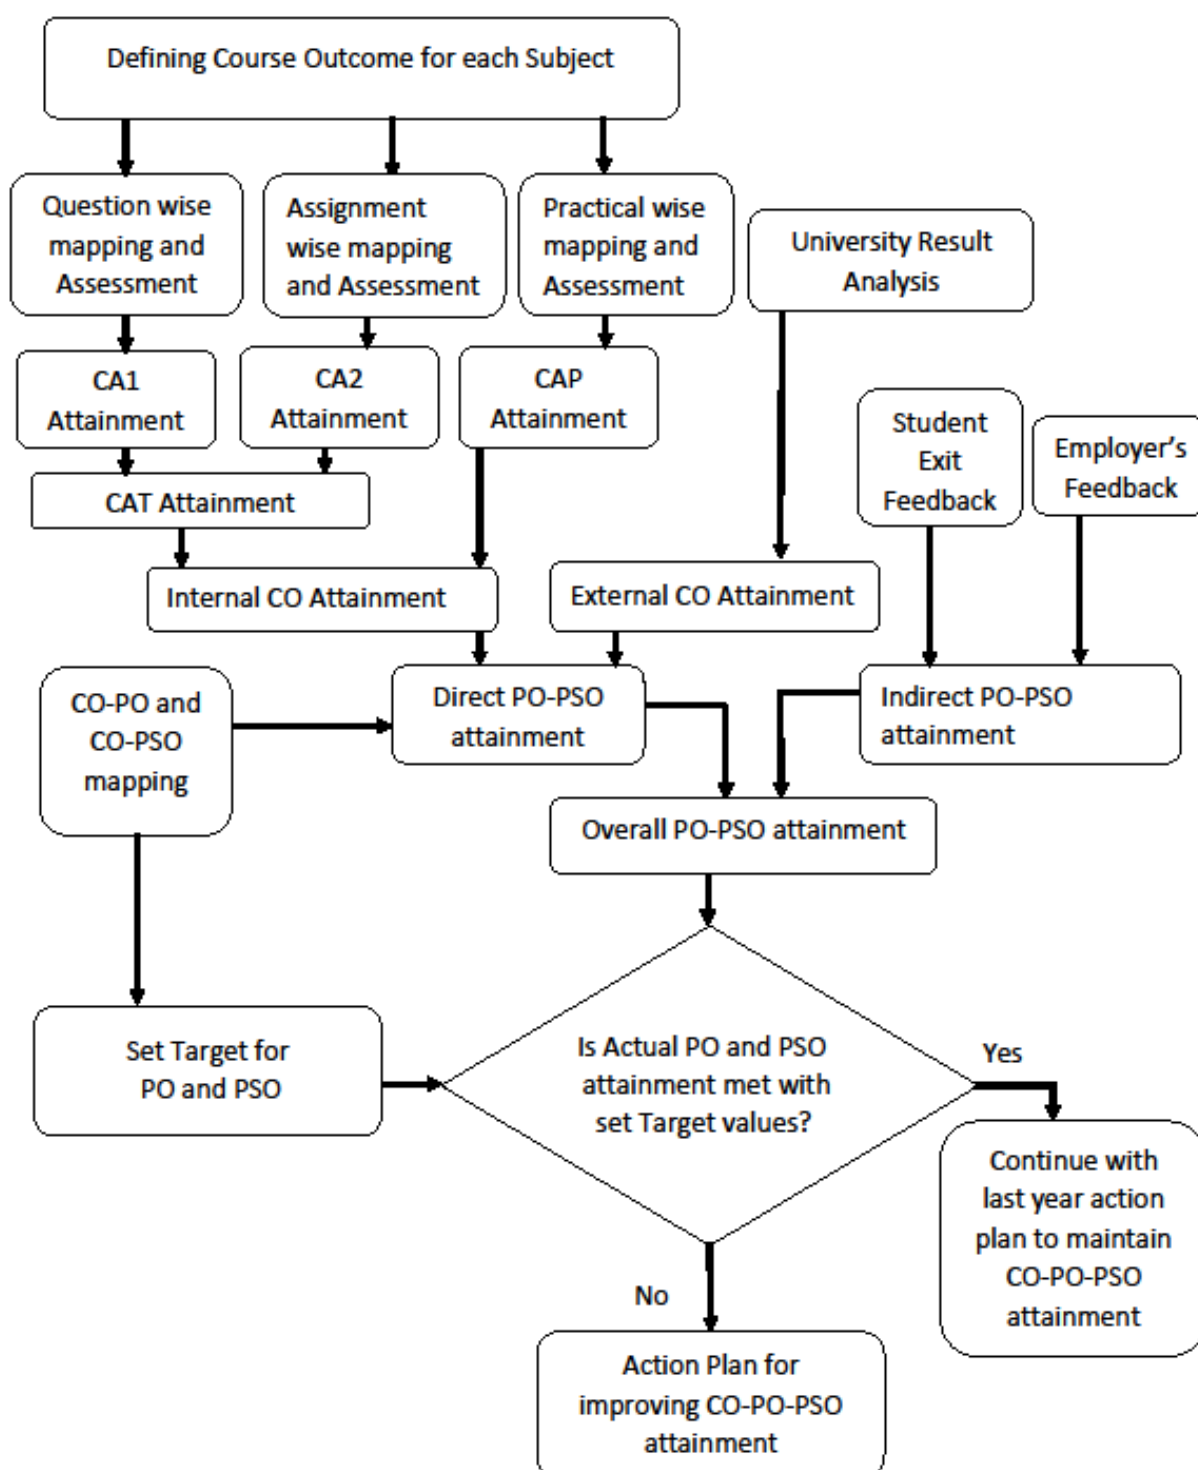 Defining Course Outcome for each Subject
Question wise
mapping and
Assessment
Assignment
wise mapping
and Assessment
Practical wise
mapping and
Assessment
University Result
Analysis
CA1
Attainment
CA2
Attainment
CAP
Attainment
Student
Exit
Feedback
Employer's
Feedback
CAT Attainment
Internal CO Attainment
External CO Attainment
CO-PO and
CO-PSO
mapping
Direct PO-PSO
attainment
Indirect PO-PSO
attainment
Overall PO-PSO attainment
Set Target for
PO and PSO
Is Actual PO and PSO
attainment met with
set Target values?
Yes
Continue with
last year action
plan to maintain
CO-PO-PSO
attainment
No
Action Plan for
improving CO-PO-PSO
attainment